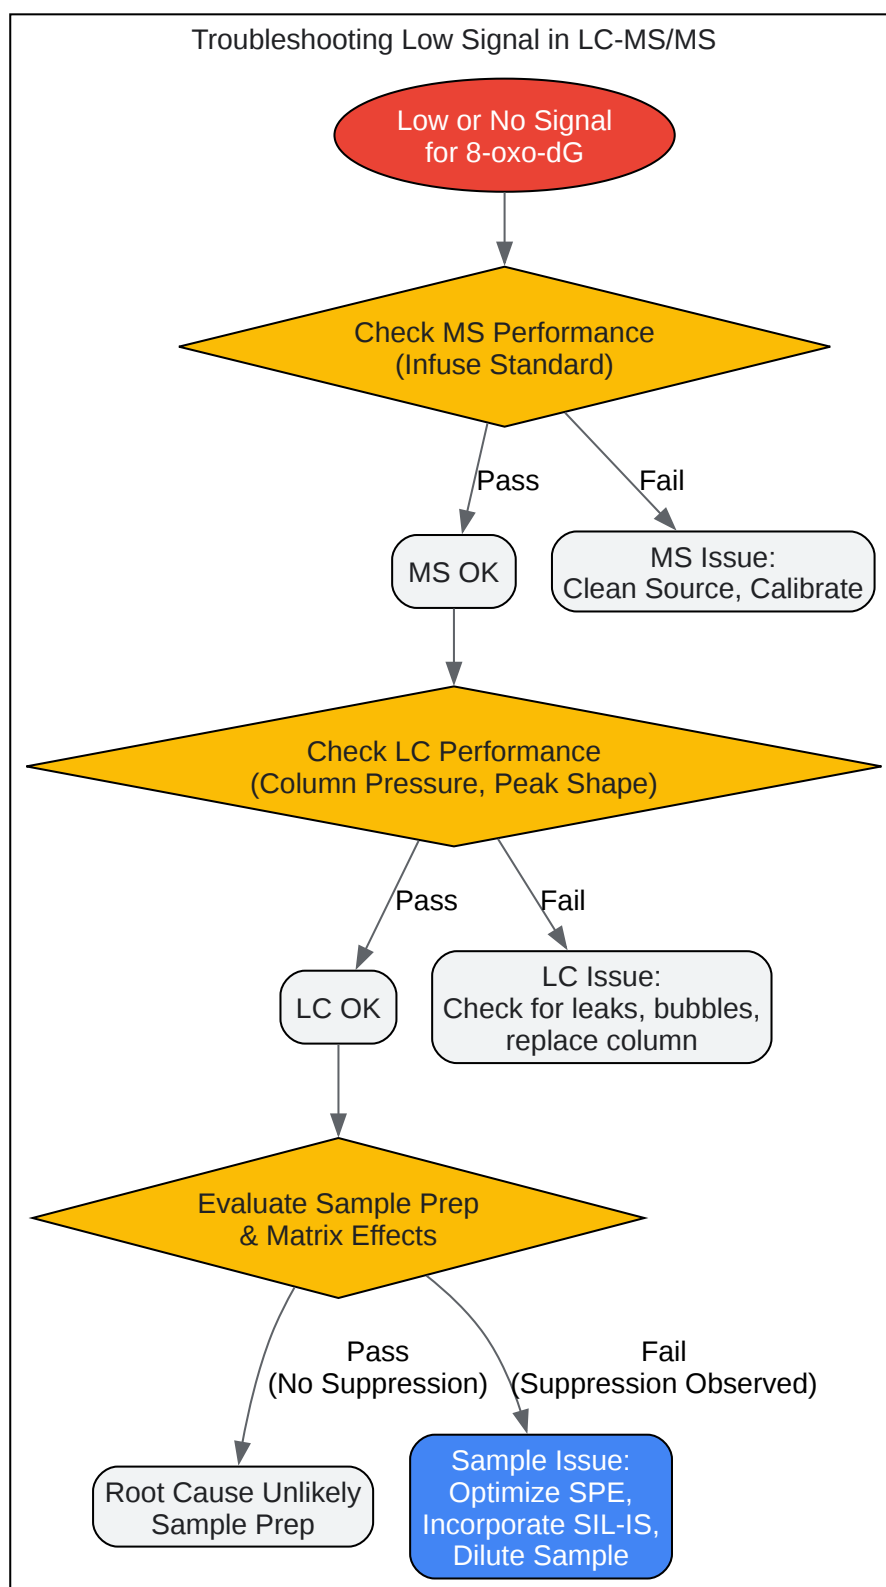 Troubleshooting Low Signal in LC-MS/MS
Low or No Signal
for 8-oxo-dG
Check MS Performance
(Infuse Standard)
Pass
Fail
MS OK
MS Issue:
Clean Source, Calibrate
Check LC Performance
(Column Pressure, Peak Shape)
Pass
Fail
LC OK
LC Issue:
Check for leaks, bubbles,
replace column
Evaluate Sample Prep
& Matrix Effects
Pass
(No Suppression)
Fail
(Suppression Observed)
Root Cause Unlikely
Sample Prep
Sample Issue:
Optimize SPE,
Incorporate SIL-IS,
Dilute Sample